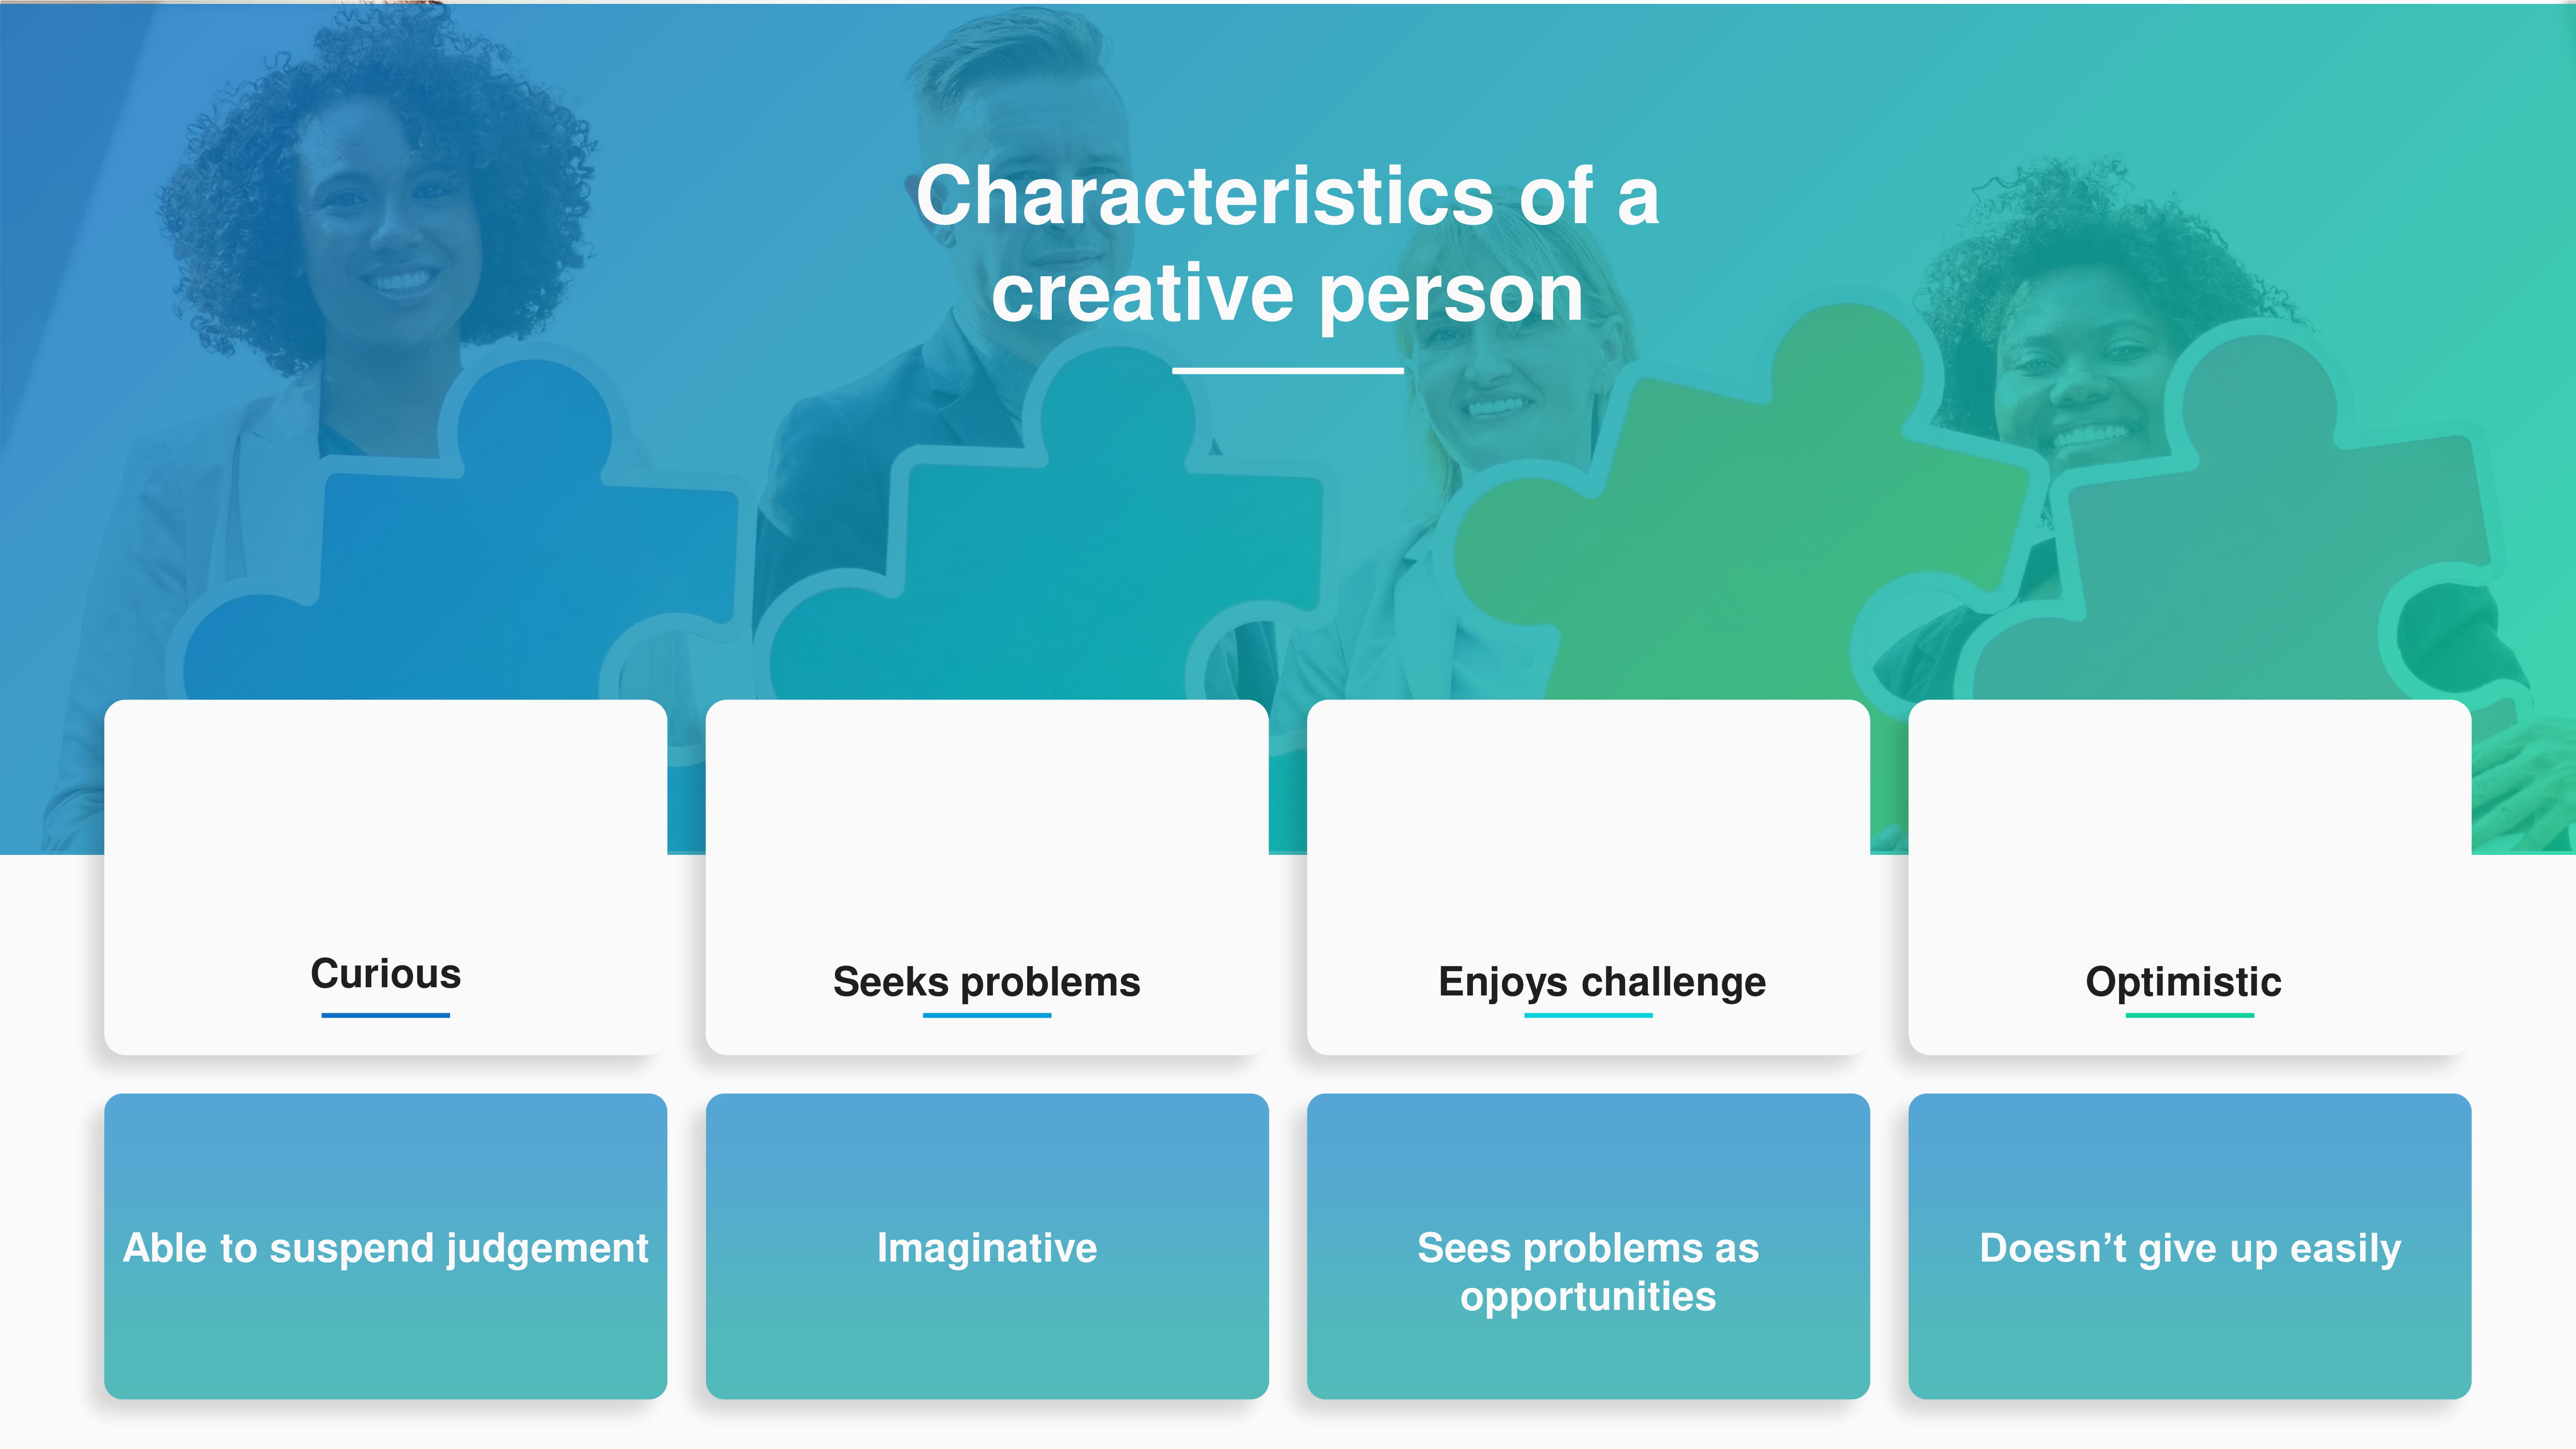 Characteristics of a
creative person
Curious
Seeks problems
Enjoys challenge
Optimistic
Able to suspend judgement
Imaginative
Sees problems as
opportunities
Doesn’t give up easily